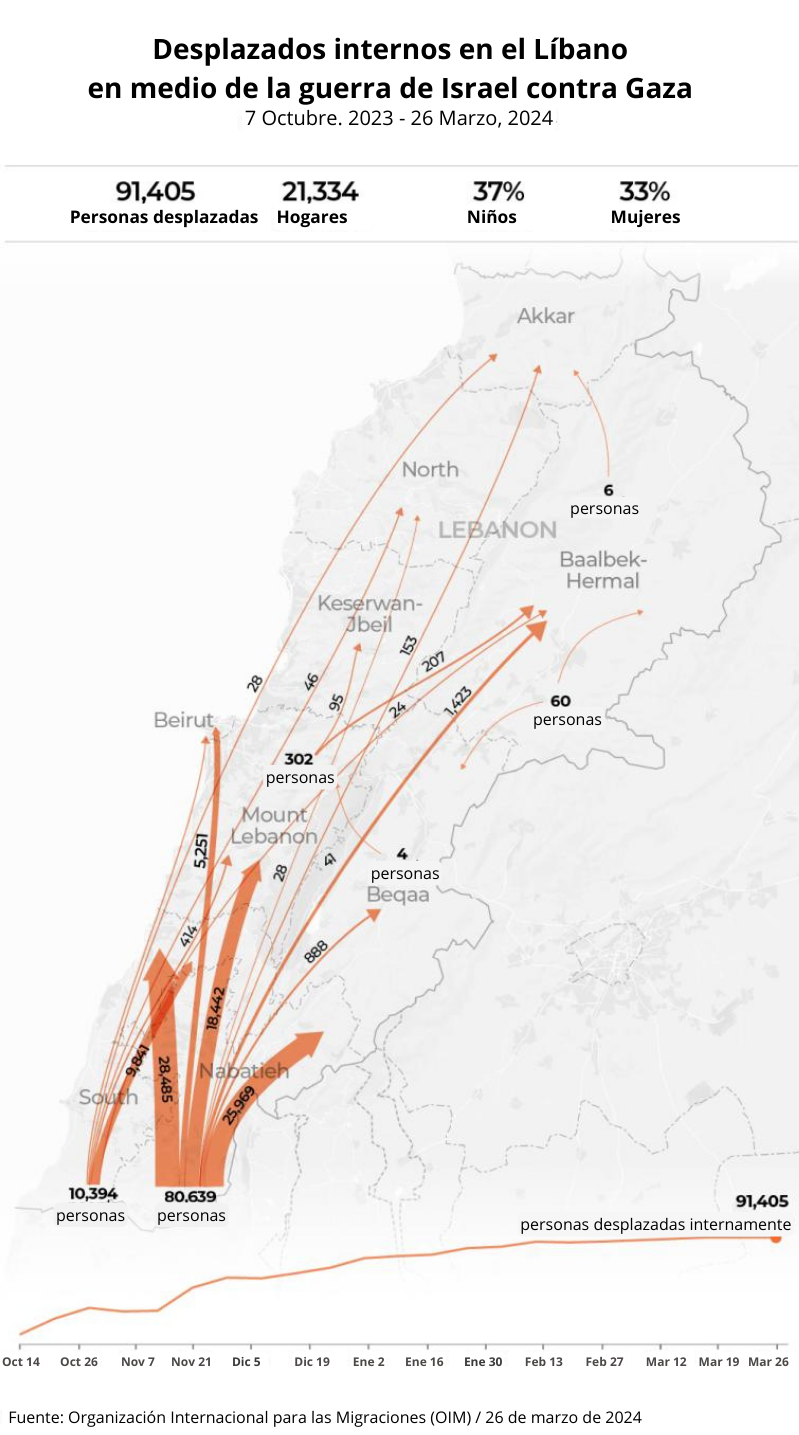 Desplazados internos en el Líbano
en medio de la guerra de Israel contra Gaza
7 Octubre. 2023 - 26 Marzo, 2024
91,405
Personas desplazadas
21,334
Hogares
37%
Niños
33%
Mujeres
Akkar
North
6
personas
LEBANON
Baalbek-
Hermal
Keserwan-
Jbeil
153
207
28
46
95
24
1,423
60
personas
Beirut
302
personas
Mount
Lebanon
5,251
28
41
4
personas
Beqaa
414
888
18,442
9,841
28,485
Nabatieh
South
25,969
10,394
personas
80.639
personas
91,405
personas desplazadas internamente
Oct 14 Oct 26 Nov 7 Nov 21 Dic 5 Dic 19 Ene 2 Ene 16 Ene 30 Feb 13 Feb 27 Mar 12 Mar 19 Mar 26
Fuente: Organización Internacional para las Migraciones (OIM) / 26 de marzo de 2024